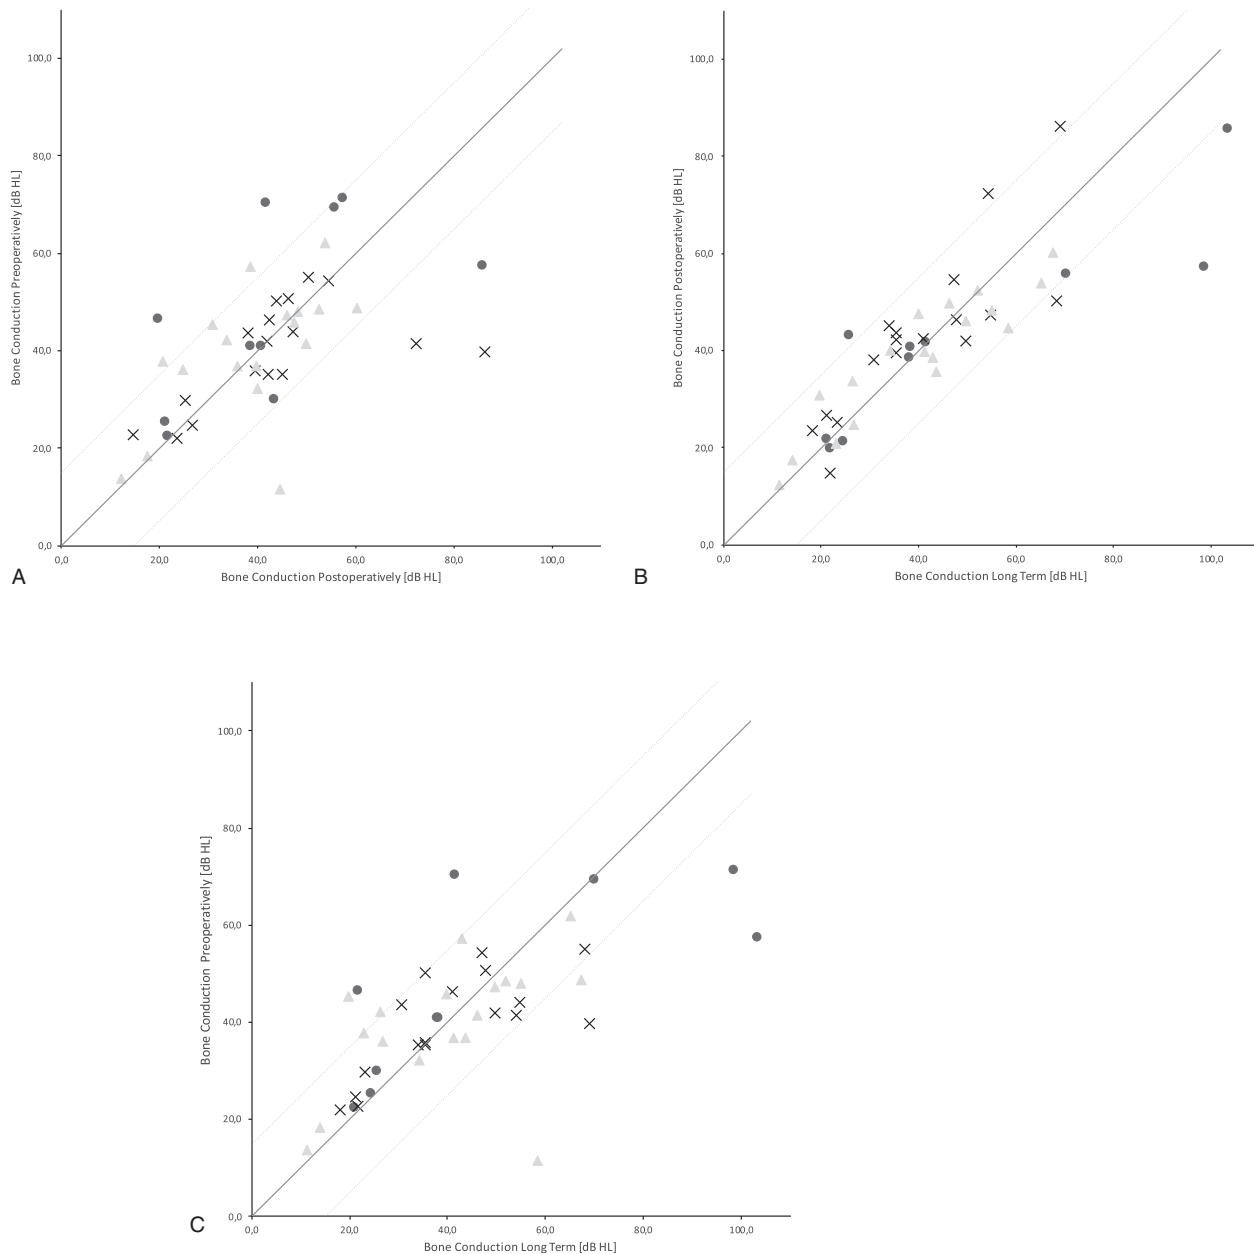 100,0
80,0
60,0
40,0
20,0
0,0
Bone Conduction Preoperatively [dB HL]
0,0 20,0 40,0 60,0 80,0 100,0
Bone Conduction Postoperatively [dB HL]
A
100,0
80,0
60,0
40,0
20,0
0,0
Bone Conduction Postoperatively [dB HL]
0,0 20,0 40,0 60,0 80,0 100,0
Bone Conduction Long Term [dB HL]
B
100,0
80,0
60,0
40,0
20,0
0,0
Bone Conduction Preoperatively [dB HL]
0,0 20,0 40,0 60,0 80,0 100,0
Bone Conduction Long Term [dB HL]
C